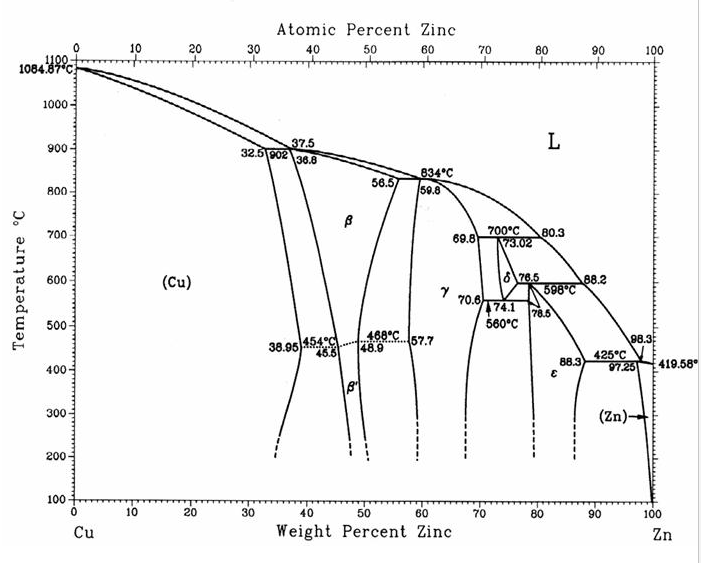 Atomic Percent Zinc
0 10 20 30 40 50 60 70 80 90 100
1100
1084.87°C
1000
37.5
L
900
32.5 902 36.8
834°C
56.5 59.8
800
β
700°C 80.3
700
69.8 73.02
(Cu)
γ δ 76.5 88.2
600
598°C
70.6 74.1 78.5
560°C
500
468°C 57.7 98.3
454°C
38.95 45.5 48.9
425°C
88.3 97.25 419.58°
400
ε
β'
300
(Zn)
200
100
0 10 20 30 40 50 60 70 80 90 100
Cu Weight Percent Zinc Zn
Temperature °C